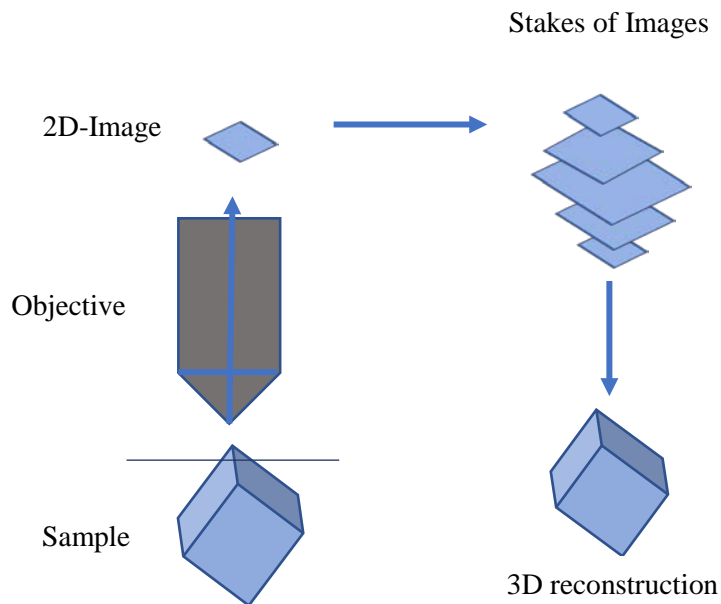 Stakes of Images
2D-Image
Objective
Sample
3D reconstruction